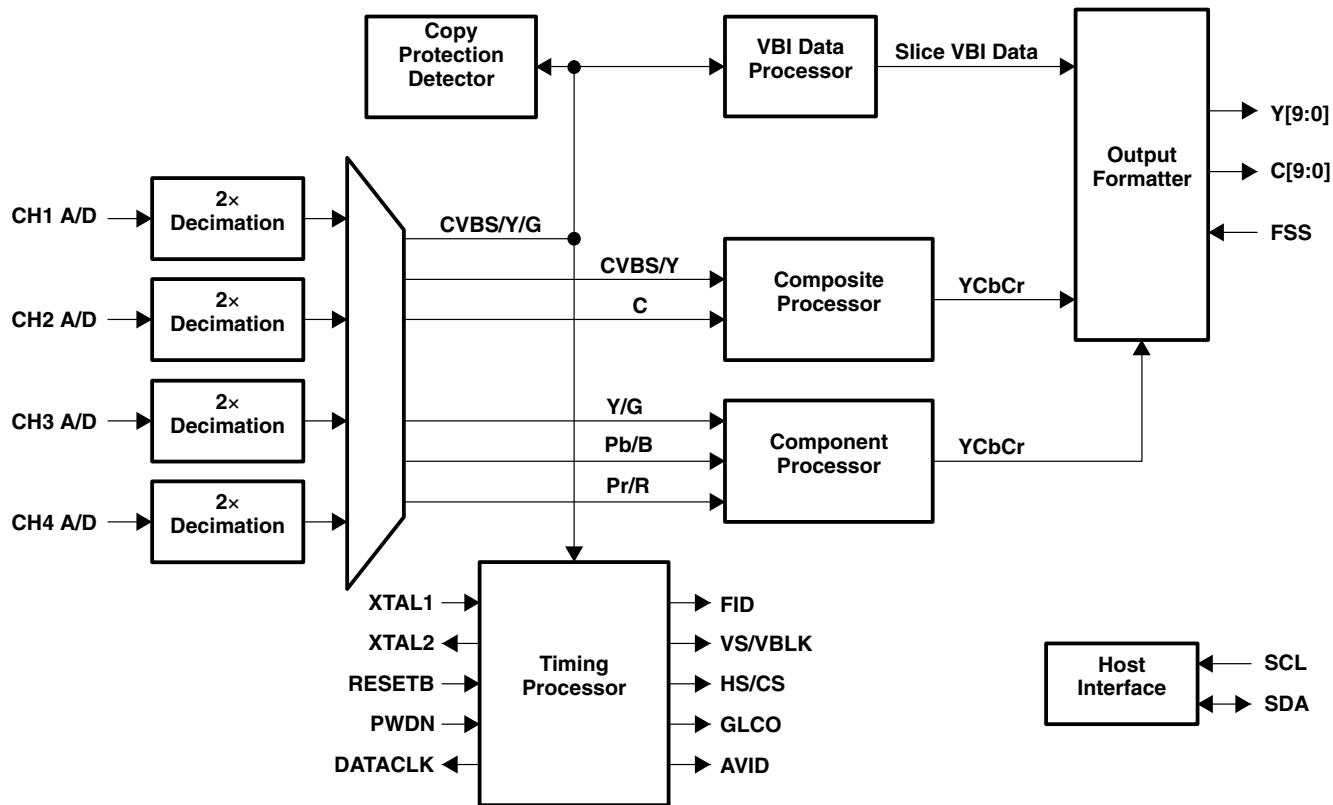 Copy
Protection
Detector
VBI Data
Processor
Slice VBI Data
Output
Formatter
Y[9:0]
C[9:0]
FSS
CH1 A/D
2×
Decimation
CH2 A/D
2×
Decimation
CH3 A/D
2×
Decimation
CH4 A/D
2×
Decimation
CVBS/Y/G
CVBS/Y
C
Composite
Processor
YCbCr
Y/G
Pb/B
Pr/R
Component
Processor
YCbCr
XTAL1
XTAL2
RESETB
PWDN
DATACLK
Timing
Processor
FID
VS/VBLK
HS/CS
GLCO
AVID
Host
Interface
SCL
SDA